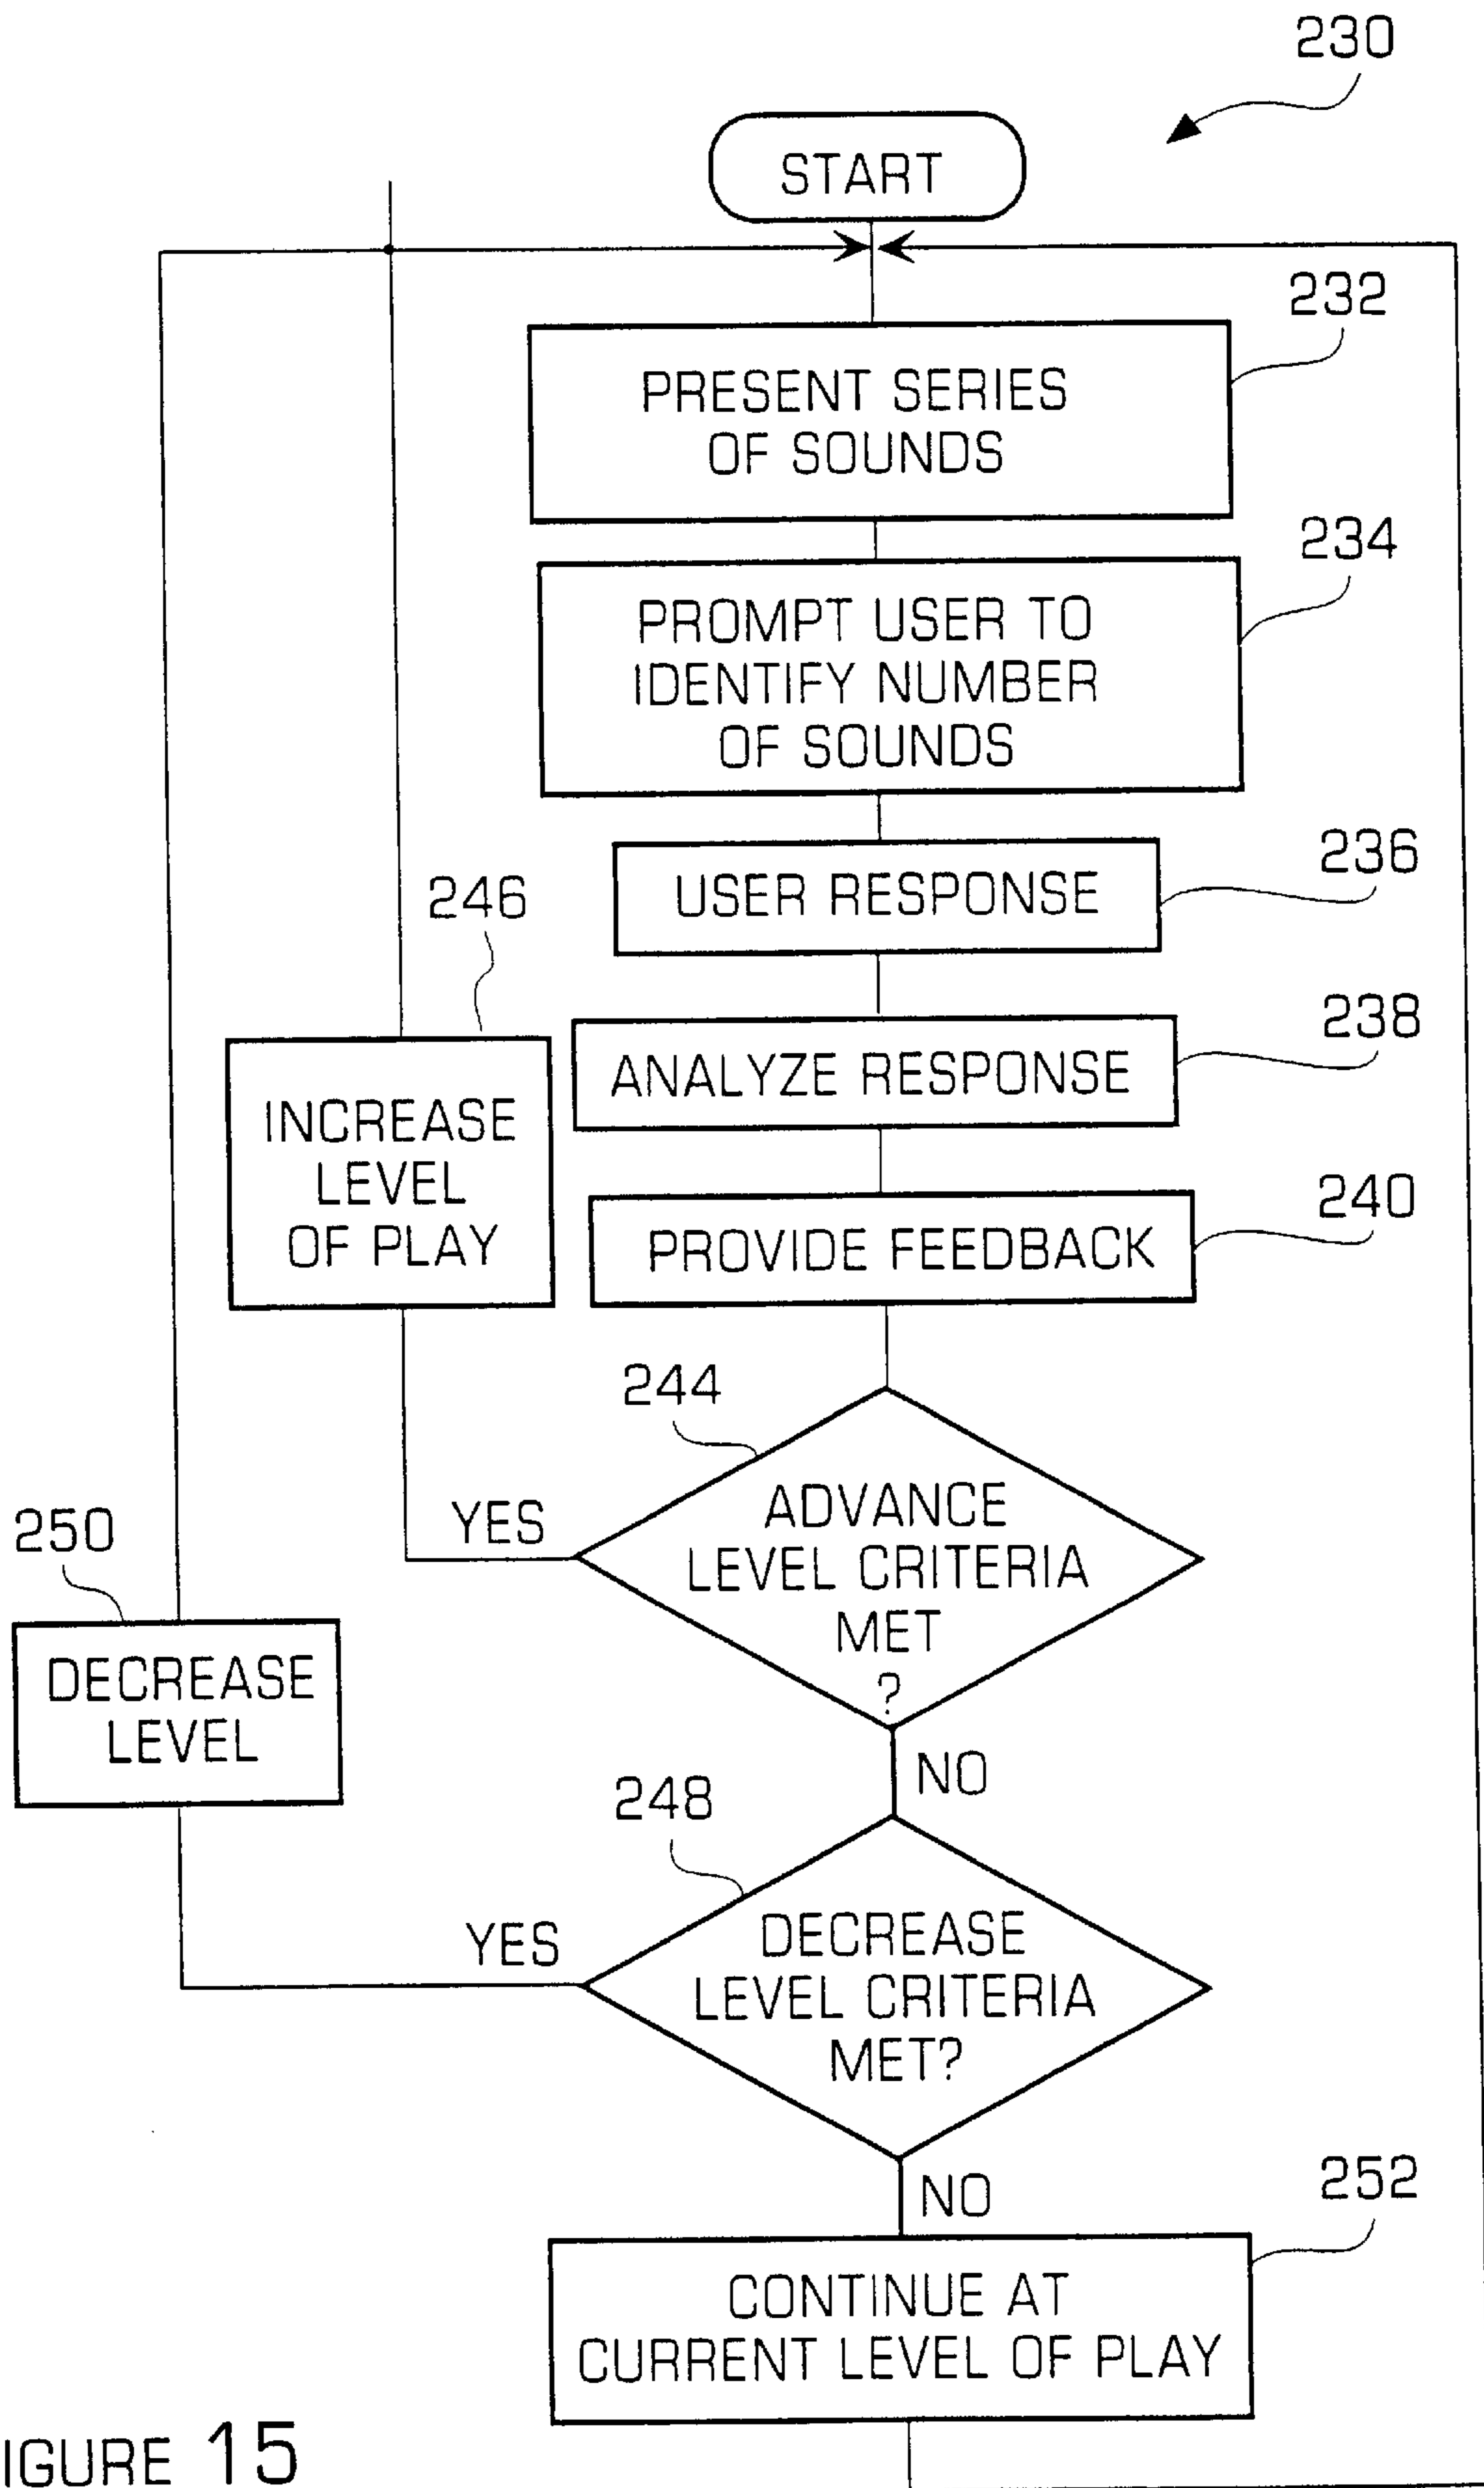 230
START
232
PRESENT SERIES
OF SOUNDS
234
PROMPT USER TO
IDENTIFY NUMBER
OF SOUNDS
236
USER RESPONSE
246
238
ANALYZE RESPONSE
INCREASE
LEVEL
OF PLAY
240
PROVIDE FEEDBACK
244
ADVANCE
LEVEL CRITERIA
MET
?
YES
250
DECREASE
LEVEL
NO
248
YES
DECREASE
LEVEL CRITERIA
MET?
NO
252
CONTINUE AT
CURRENT LEVEL OF PLAY
IGURE 15